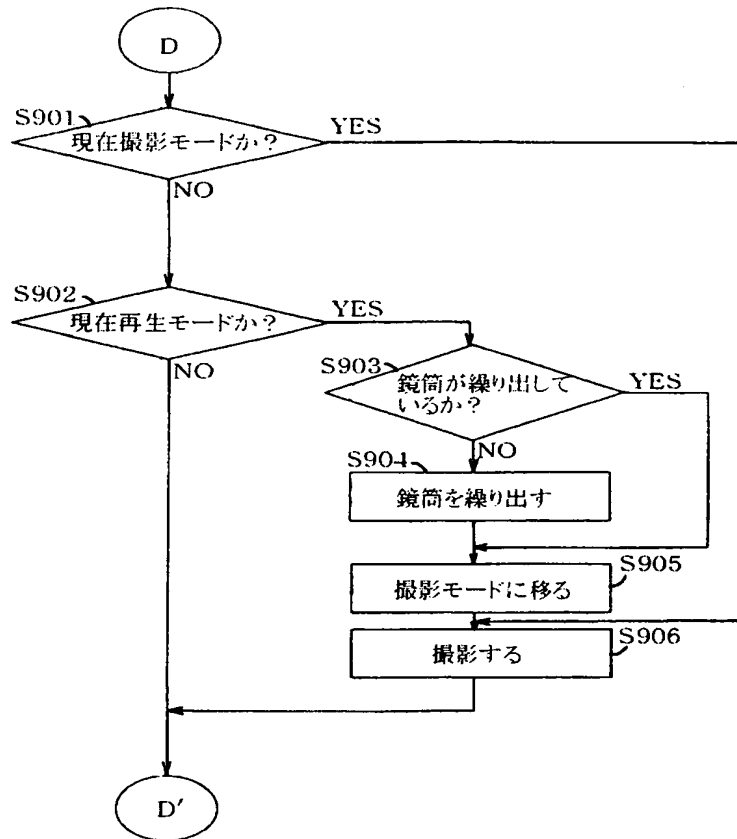 D
S901
現在撮影モードか?
YES
NO
S902
現在再生モードか?
YES
NO
S903
鏡筒が繰り出して
いるか?
YES
NO
S904
鏡筒を繰り出す
撮影モードに移る
S905
撮影する
S906
D'